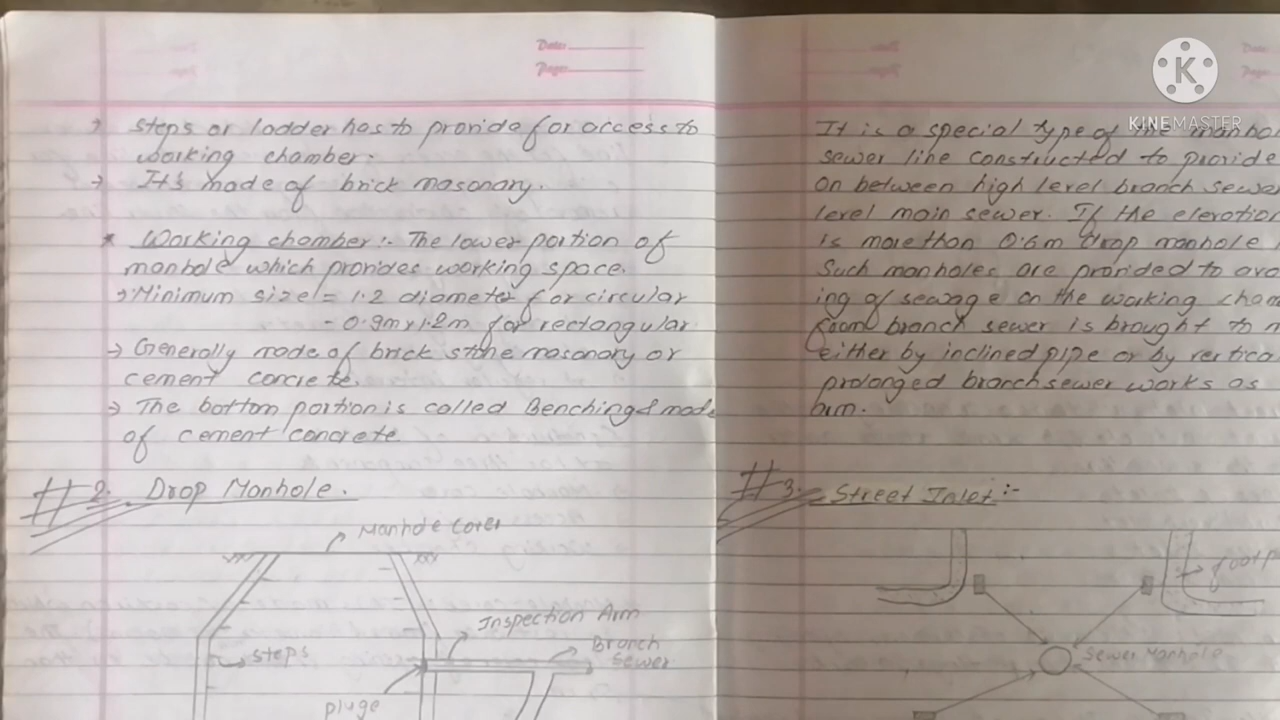 Date:
Page:
→ steps or ladder has to provide for access to
working chamber.
→ It's made of brick masonary.
* Working chamber :- The lower portion of
manhole which provides working space.
→ Minimum size = 1.2 diameter for circular
- 0.9m x 1.2m for rectangular
→ Generally made of brick stone masonary or
cement concrete.
→ The bottom portion is called Benching & made
of cement concrete.
# 2. Drop Manhole.
Manhole Cover
Inspection Arm
Branch
Sewer
steps
pluge
KINEMASTER
It is a special type of the manho
sewer line constructed to provide
on between high level branch sewe
level main sewer. If the elevation
is more than 0.6m drop manhole
Such manholes are provided to avo
ing of sewage on the working cham
from branch sewer is brought to m
either by inclined pipe or by vertica
prolonged branch sewer works as
arm.
# 3. Street Inlet :-
footp
Sewer Manhole